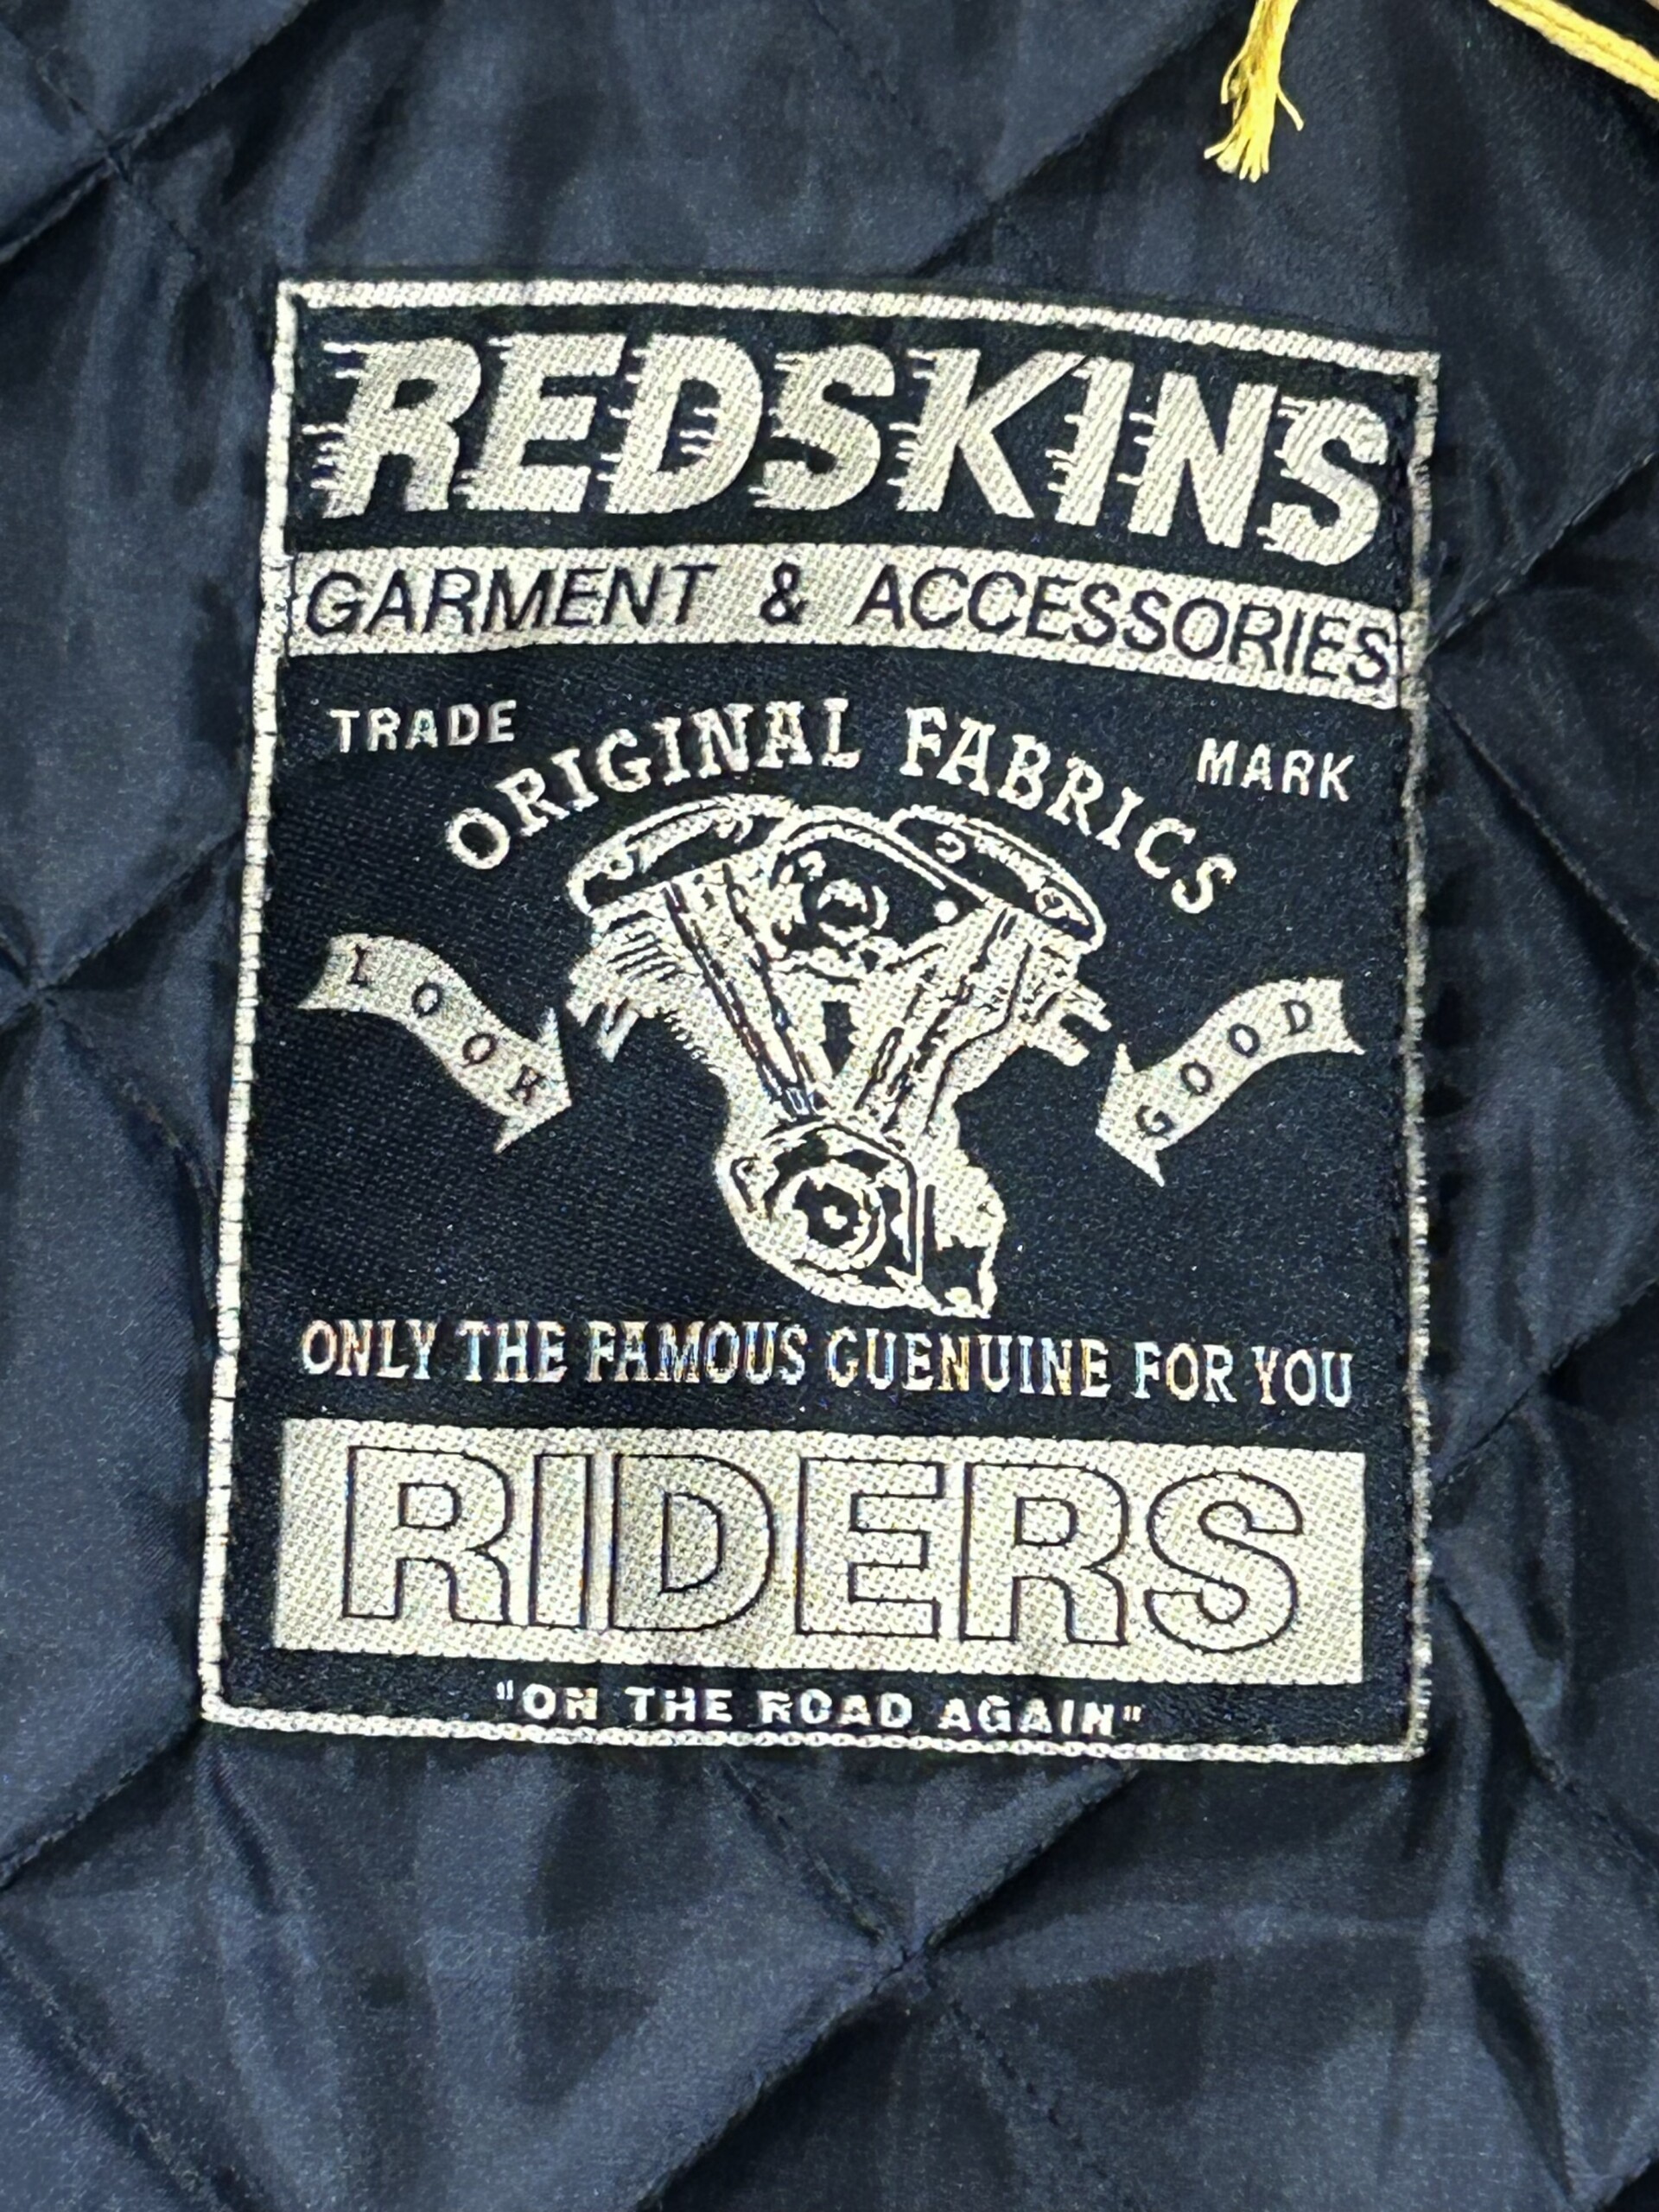 REDSKINS
GARMENT & ACCESSORIES
TRADE MARK
ORIGINAL FABRICS
LOOK
GOOD
ONLY THE FAMOUS GUENUINE FOR YOU
RIDERS
"ON THE ROAD AGAIN"